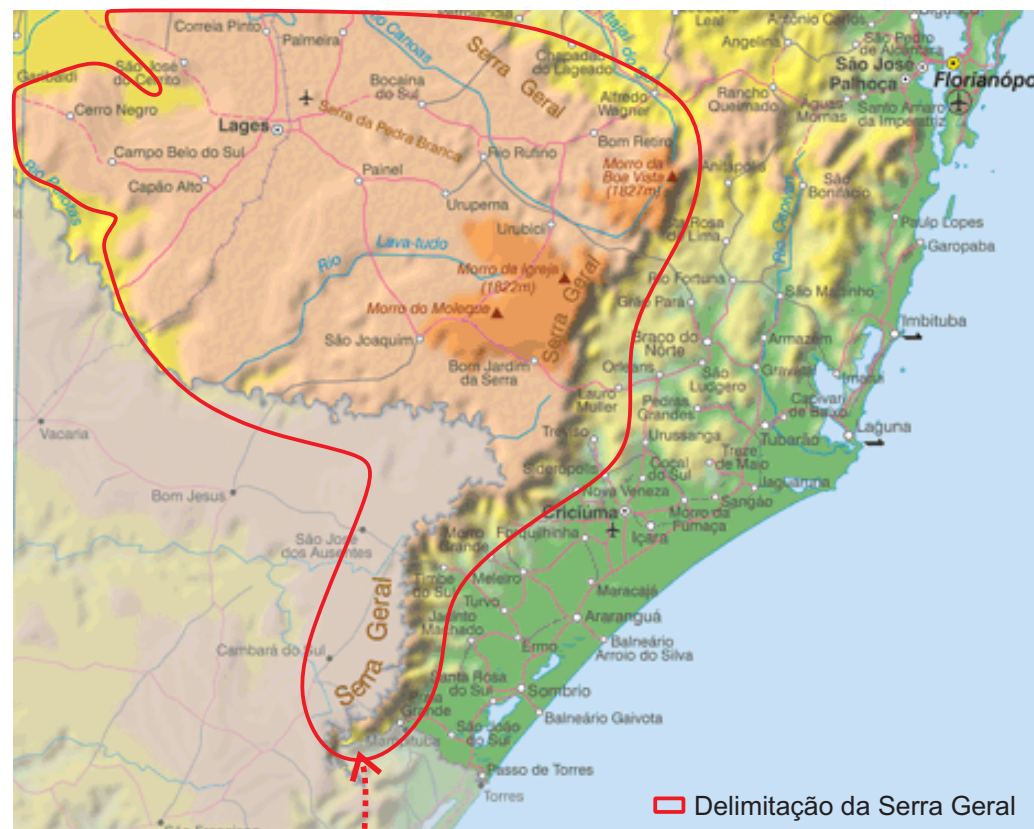 Correia Pinto
Palmeira
Rio Canoas
Serra Geral
Chapadão
do Lageado
Leal
Antônio Carlos
Angelina
São Pedro
de Alcântara
São José
Florianópo
Palhoça
Santo Amaro
da Imperatriz
Rancho
Queimado
Águas
Mornas
Alfredo
Wagner
Garibaldi
São José
do Cerrito
Bocaina
do Sul
Cerro Negro
Lages
Serra da Pedra Branca
Bom Retiro
Rio Rufino
Morro da
Boa Vista
(1827m)
Anitápolis
São
Bonifácio
Campo Belo do Sul
Capão Alto
Painel
Urupema
Rio Pelotas
Urubici
Rio Lava-tudo
Morro da Igreja
(1822m)
Serra Geral
Rosa
de Lima
Rio Capivari
Paulo Lopes
Garopaba
Morro do Moleque
Rio Fortuna
São Martinho
Grão Pará
Imbituba
São Joaquim
Bom Jardim
da Serra
Braço do
Norte
Armazém
Orleans
São
Ludgero
Gravatal
Imaruí
Lauro
Muller
Pedras
Grandes
Capivari
de Baixo
Laguna
Tubarão
Vacaria
Treviso
Urussanga
Treze
de Maio
Siderópolis
Cocal
do Sul
Jaguaruna
Bom Jesus
Nova Veneza
Sangão
Criciúma
Morro da
Fumaça
Içara
São José
dos Ausentes
Morro
Grande
Forquilhinha
Timbé
do Sul
Meleiro
Maracajá
Serra Geral
Turvo
Araranguá
Jacinto
Machado
Ermo
Balneário
Arroio do Silva
Cambará do Sul
Santa Rosa
do Sul
Sombrio
Praia
Grande
Balneário Gaivota
Mampituba
São João
do Sul
Passo de Torres
Torres
São Francisco
Delimitação da Serra Geral